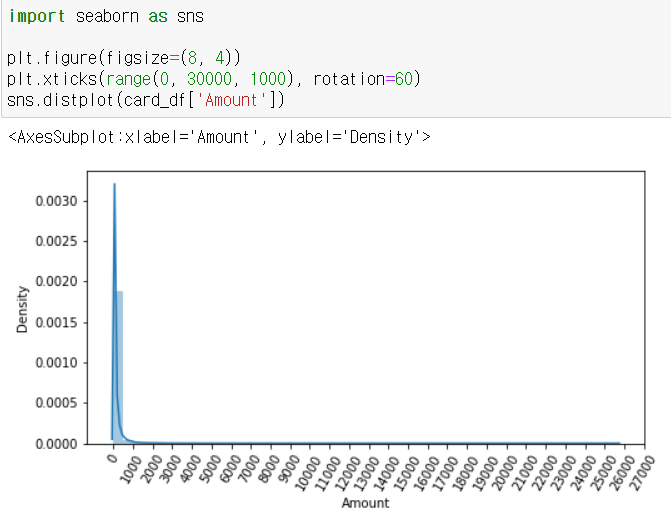 import seaborn as sns
plt.figure(figsize=(8, 4))
plt.xticks(range(0, 30000, 1000), rotation=60)
sns.distplot(card_df['Amount'])
<AxesSubplot:xlabel='Amount', ylabel='Density'>
0.0030
0.0025
0.0020
0.0015
0.0010
0.0005
0.0000
Density
0 1000 2000 3000 4000 5000 6000 7000 8000 9000 10000 11000 12000 13000 14000 15000 16000 17000 18000 19000 20000 21000 22000 23000 24000 25000 26000 27000
Amount